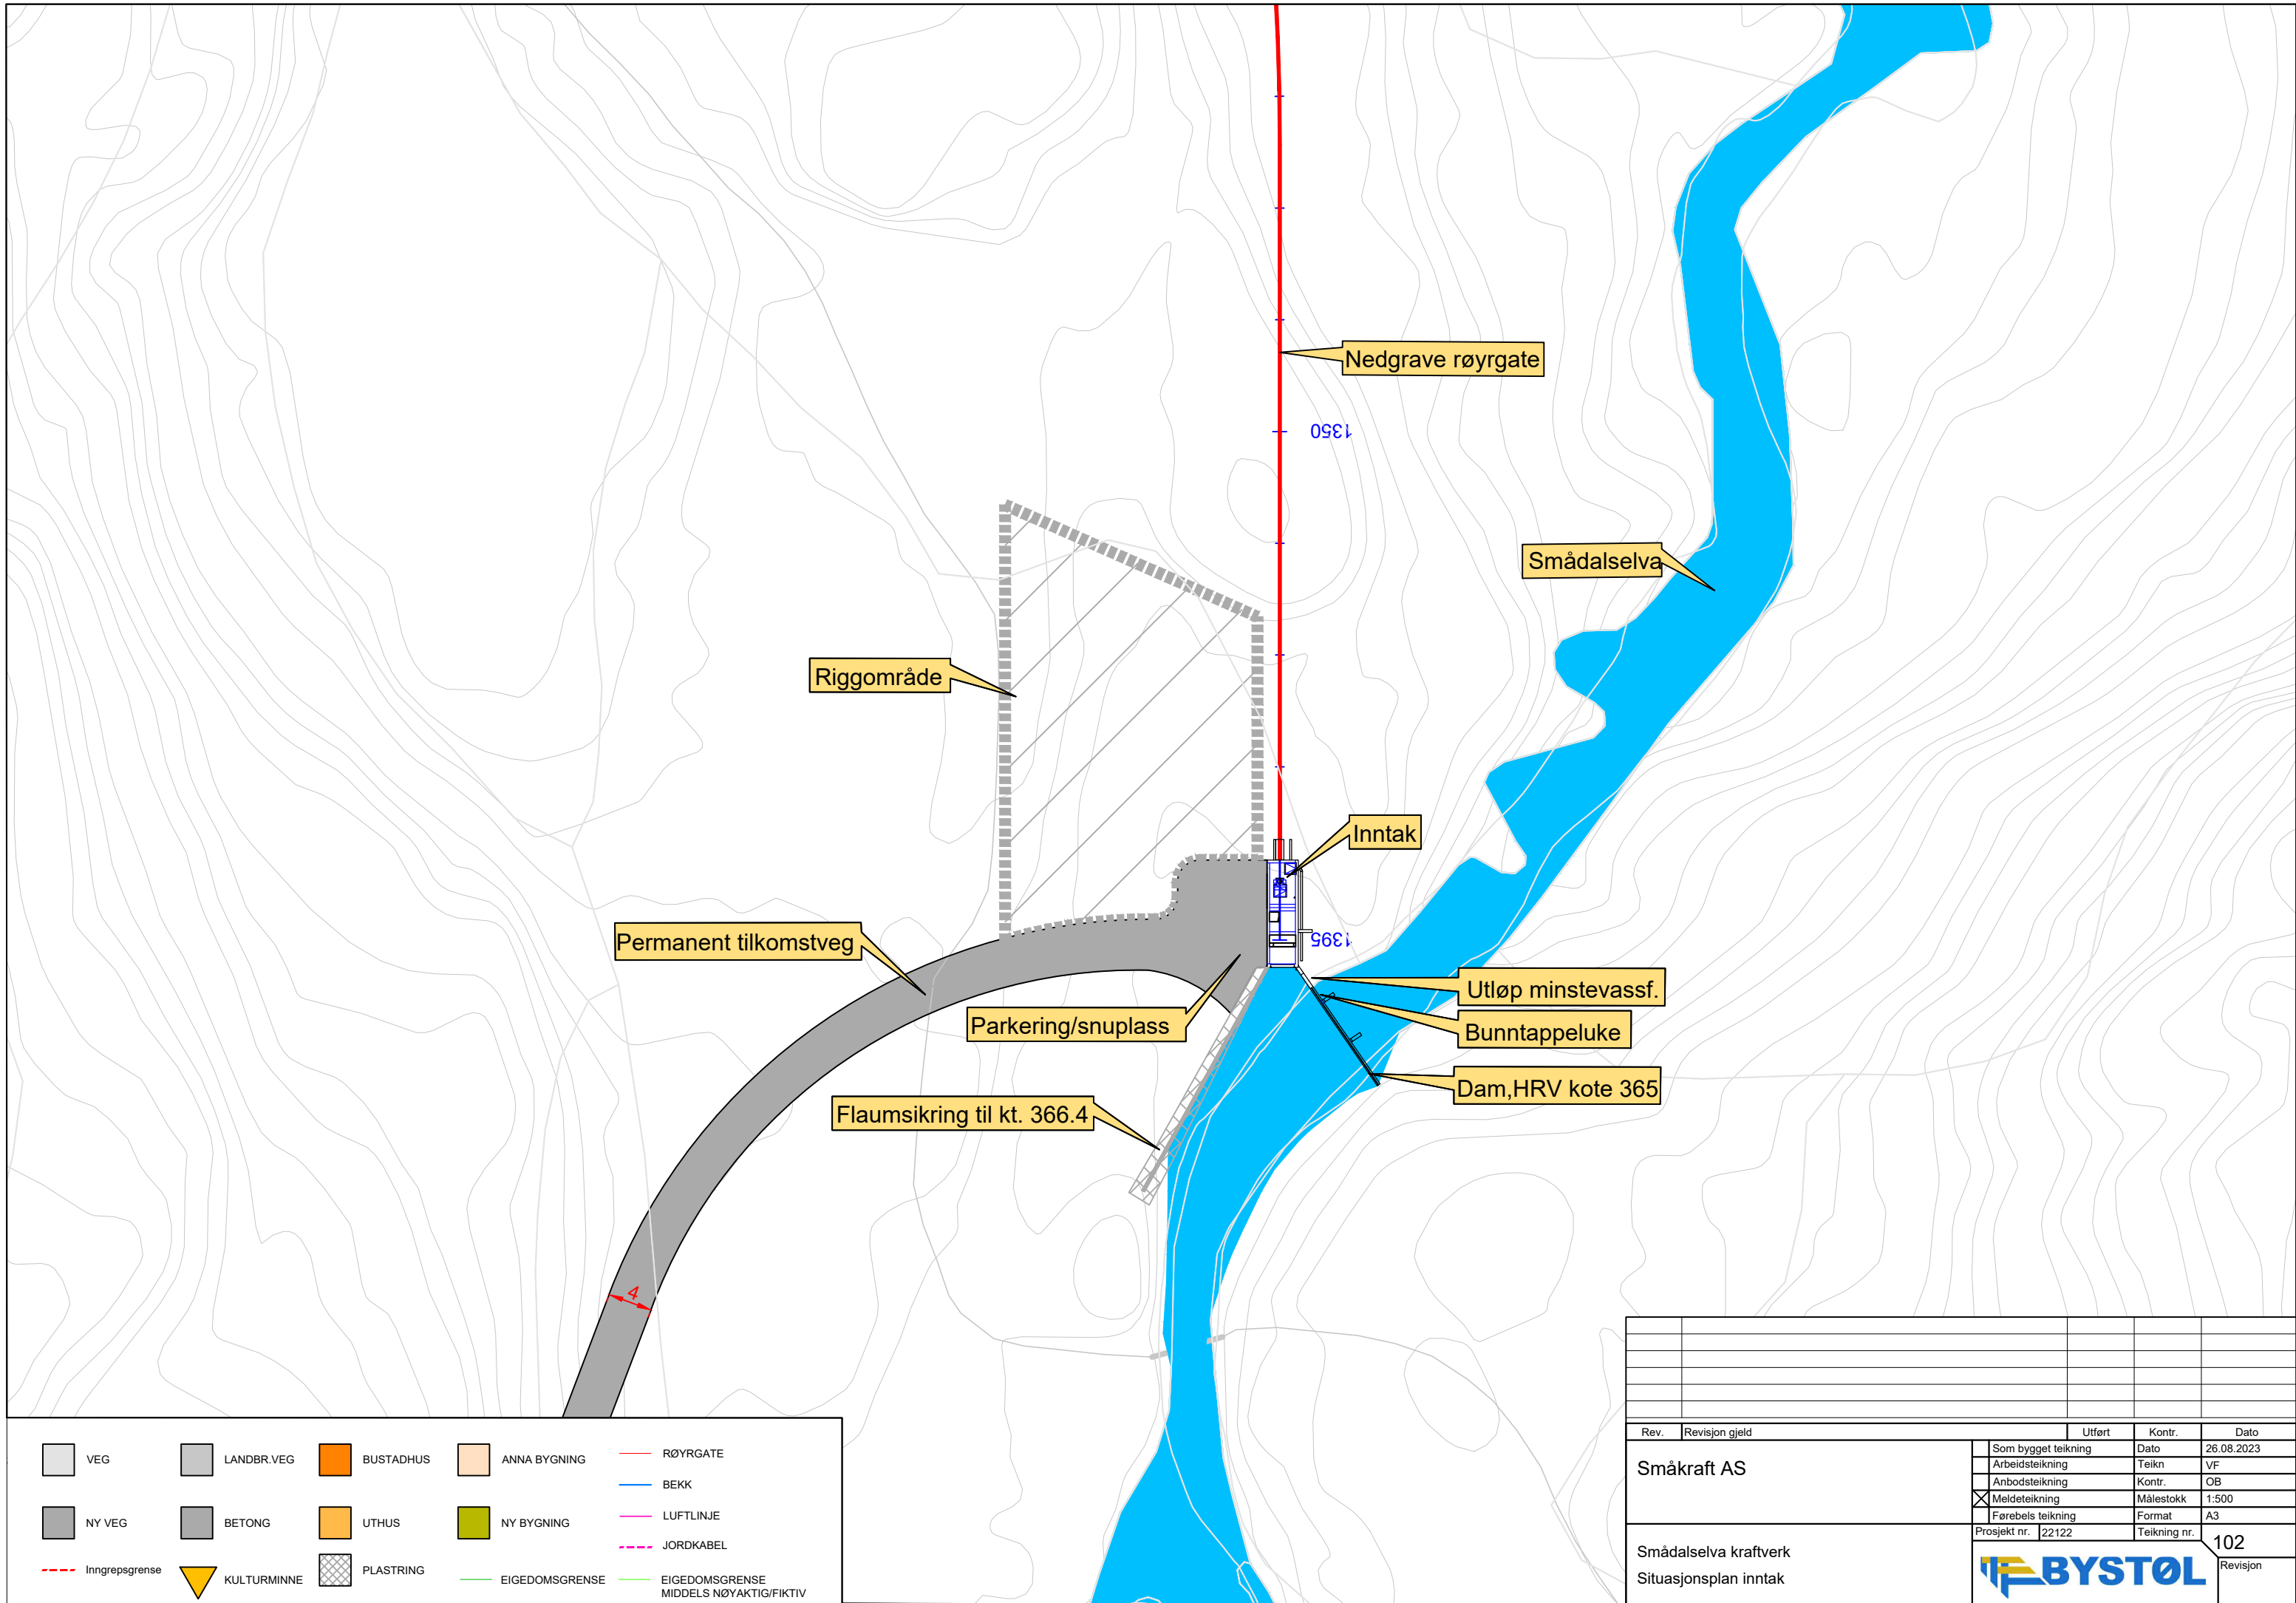 Nedgrave røyrgate
1350
Smådalselva
Riggområde
Inntak
Permanent tilkomstveg
1395
Utløp minstevassf.
Parkering/snuplass
Bunntappeluke
Dam,HRV kote 365
Flaumsikring til kt. 366.4
4
VEG
LANDBR.VEG
BUSTADHUS
ANNA BYGNING
RØYRGATE
BEKK
NY VEG
BETONG
UTHUS
NY BYGNING
LUFTLINJE
JORDKABEL
Inngrepsgrense
KULTURMINNE
PLASTRING
EIGEDOMSGRENSE
EIGEDOMSGRENSE
MIDDELS NØYAKTIG/FIKTIV
Rev. Revisjon gjeld Utført Kontr. Dato
Småkraft AS
Som bygget teikning Dato 26.08.2023
Arbeidsteikning Teikn VF
Anbodsteikning Kontr. OB
Meldeteikning Målestokk 1:500
Førebels teikning Format A3
Prosjekt nr. 22122 Teikning nr. 102
Smådalselva kraftverk
Situasjonsplan inntak
BYSTØL
Revisjon